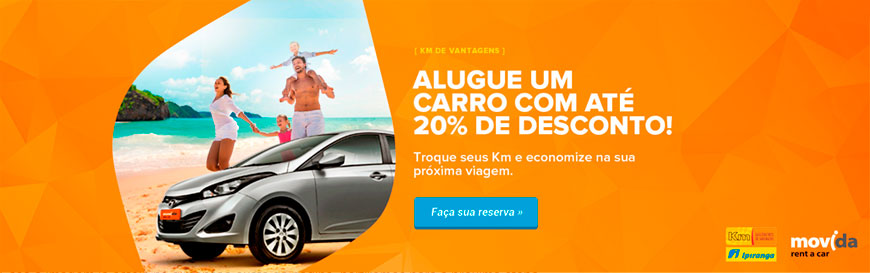 [ KM DE VANTAGENS ]
ALUGUE UM
CARRO COM ATÉ
20% DE DESCONTO!
Troque seus Km e economize na sua
próxima viagem.
Faça sua reserva »
Km
Ipiranga
movida
rent a car